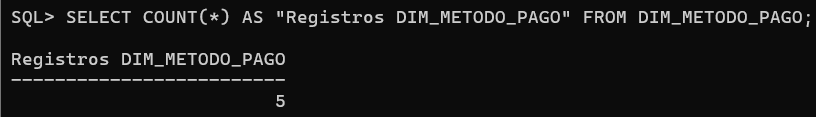 SQL> SELECT COUNT(*) AS "Registros DIM_METODO_PAGO" FROM DIM_METODO_PAGO;
Registros DIM_METODO_PAGO
-------------------------
5